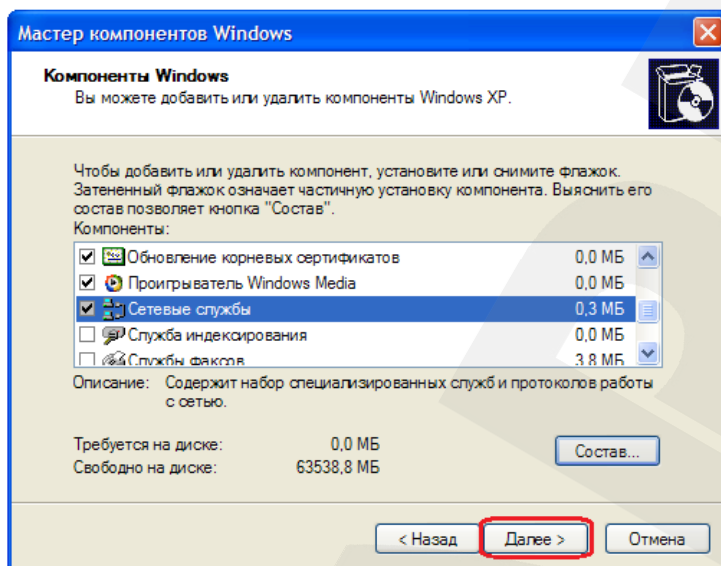 Мастер компонентов Windows
Компоненты Windows
Вы можете добавить или удалить компоненты Windows XP.
Чтобы добавить или удалить компонент, установите или снимите флажок.
Затененный флажок означает частичную установку компонента. Выяснить его
состав позволяет кнопка "Состав".
Компоненты:
Обновление корневых сертификатов 0,0 МБ
Проигрыватель Windows Media 0,0 МБ
Сетевые службы 0,3 МБ
Служба индексирования 0,0 МБ
Службы факсов 3,8 МБ
Описание: Содержит набор специализированных служб и протоколов работы
с сетью.
Требуется на диске: 0,0 МБ
Свободно на диске: 63538,8 МБ
Состав...
< Назад Далее > Отмена